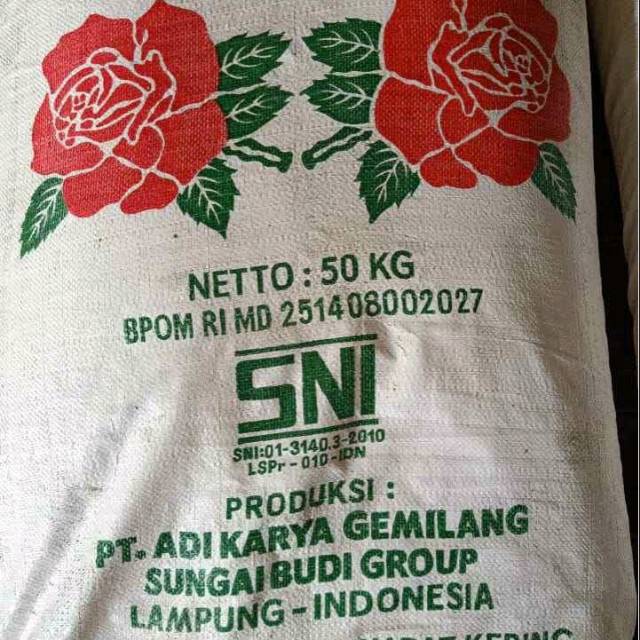 NETTO : 50 KG
BPOM RI MD 251408002027
SNI
SNI:01-3140.3-2010
LSPr - 010 - IDN
PRODUKSI :
PT. ADI KARYA GEMILANG
SUNGAI BUDI GROUP
LAMPUNG - INDONESIA